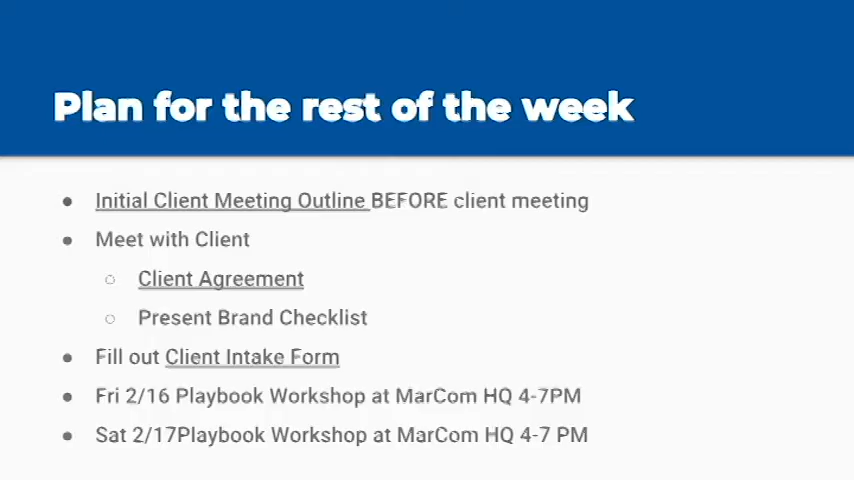 Plan for the rest of the week
Initial Client Meeting Outline BEFORE client meeting
Meet with Client
Client Agreement
Present Brand Checklist
Fill out Client Intake Form
Fri 2/16 Playbook Workshop at MarCom HQ 4-7PM
Sat 2/17Playbook Workshop at MarCom HQ 4-7 PM